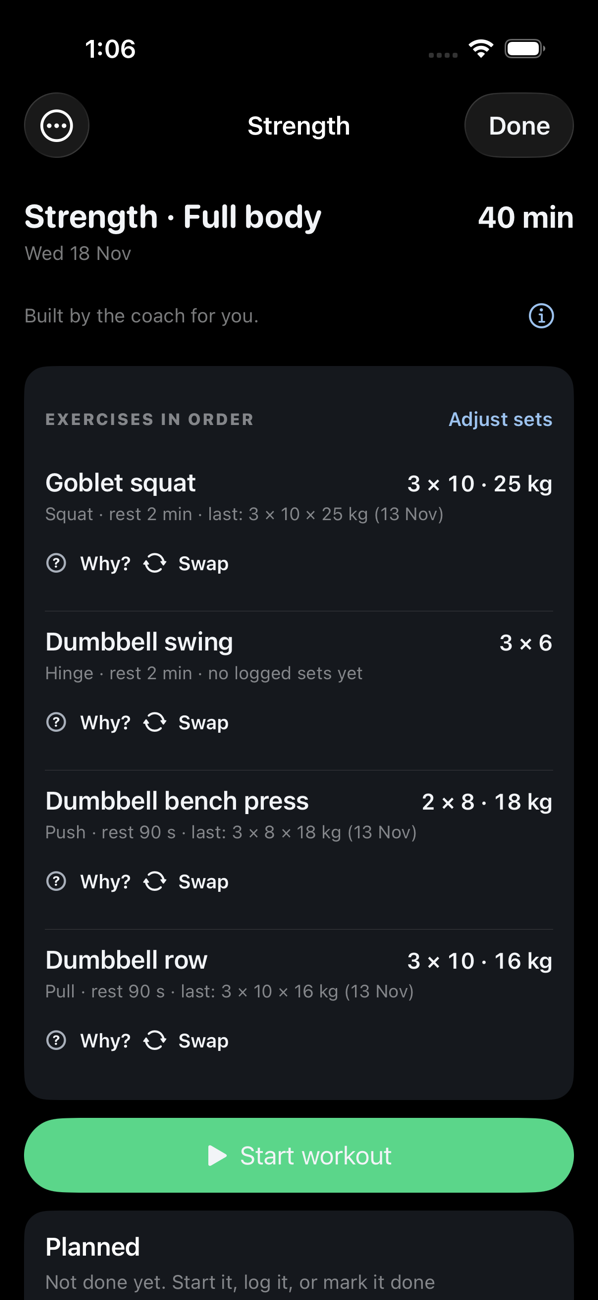 1:06
Strength
Done
Strength · Full body
40 min
Wed 18 Nov
Built by the coach for you.
EXERCISES IN ORDER
Adjust sets
Goblet squat
3 × 10 · 25 kg
Squat · rest 2 min · last: 3 × 10 × 25 kg (13 Nov)
Why? Swap
Dumbbell swing
3 × 6
Hinge · rest 2 min · no logged sets yet
Why? Swap
Dumbbell bench press
2 × 8 · 18 kg
Push · rest 90 s · last: 3 × 8 × 18 kg (13 Nov)
Why? Swap
Dumbbell row
3 × 10 · 16 kg
Pull · rest 90 s · last: 3 × 10 × 16 kg (13 Nov)
Why? Swap
Start workout
Planned
Not done yet. Start it, log it, or mark it done